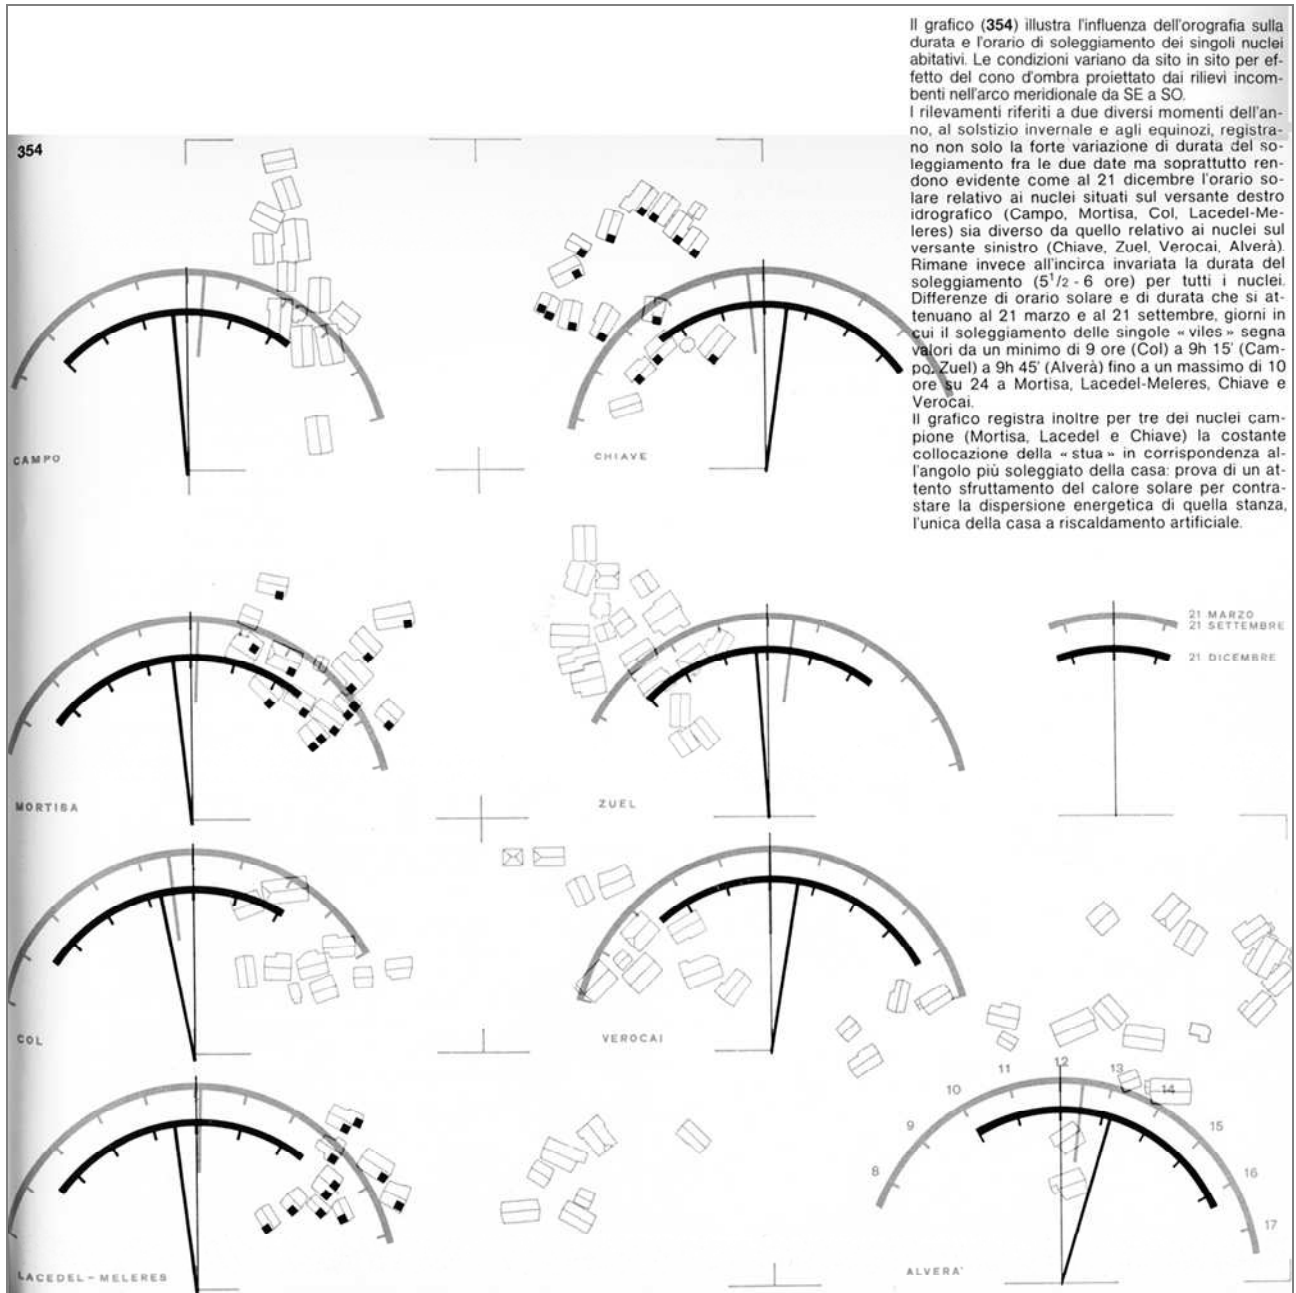 Il grafico (354) illustra l'influenza dell'orografia sulla
durata e l'orario di soleggiamento dei singoli nuclei
abitativi. Le condizioni variano da sito in sito per ef-
fetto del cono d'ombra proiettato dai rilievi incom-
benti nell'arco meridionale da SE a SO.
I rilevamenti riferiti a due diversi momenti dell'an-
no, al solstizio invernale e agli equinozi, registra-
no non solo la forte variazione di durata del so-
leggiamento fra le due date ma soprattutto ren-
dono evidente come al 21 dicembre l'orario so-
lare relativo ai nuclei situati sul versante destro
idrografico (Campo, Mortisa, Col, Lacedel-Me-
leres) sia diverso da quello relativo ai nuclei sul
versante sinistro (Chiave, Zuel, Verocai, Alverà).
Rimane invece all'incirca invariata la durata del
soleggiamento (5 1/2 - 6 ore) per tutti i nuclei.
Differenze di orario solare e di durata che si at-
tenuano al 21 marzo e al 21 settembre, giorni in
cui il soleggiamento delle singole «viles» segna
valori da un minimo di 9 ore (Col) a 9h 15' (Cam-
po, Zuel) a 9h 45' (Alverà) fino a un massimo di 10
ore su 24 a Mortisa, Lacedel-Meleres, Chiave e
Verocai.
Il grafico registra inoltre per tre dei nuclei cam-
pione (Mortisa, Lacedel e Chiave) la costante
collocazione della «stua» in corrispondenza al-
l'angolo più soleggiato della casa: prova di un at-
tento sfruttamento del calore solare per contra-
stare la dispersione energetica di quella stanza,
l'unica della casa a riscaldamento artificiale.
354
CAMPO
CHIAVE
MORTISA
ZUEL
21 MARZO
21 SETTEMBRE
21 DICEMBRE
COL
VEROCAI
LACEDEL-MELERES
8
9
10
11
12
13
14
15
16
17
ALVERA'